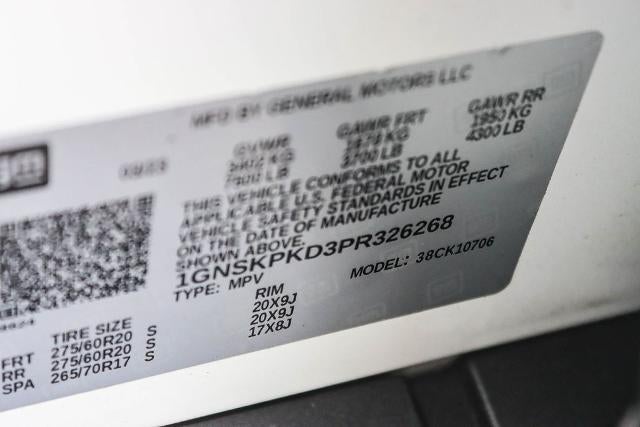 MFD BY GENERAL MOTORS LLC
GVWR GAWR FRT GAWR RR
KG 1678 KG 1950 KG
LB 3700 LB 4300 LB
THIS VEHICLE CONFORMS TO ALL
APPLICABLE U.S. FEDERAL MOTOR
VEHICLE SAFETY STANDARDS IN EFFECT
ON THE DATE OF MANUFACTURE
SHOWN ABOVE.
1GNSKPKD3PR326268
TYPE: MPV MODEL: 38CK10706
TIRE SIZE RIM
FRT 275/60R20 S 20X9J
RR 275/60R20 S 20X9J
SPA 265/70R17 S 17X8J